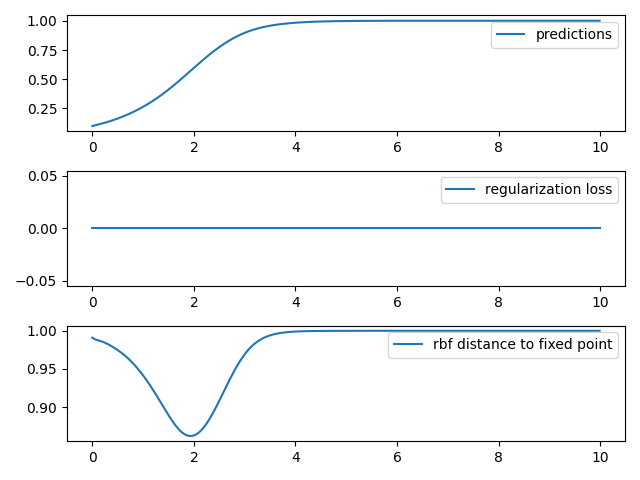 1.00
0.75
0.50
0.25
predictions
0 2 4 6 8 10
0.05
0.00
−0.05
regularization loss
0 2 4 6 8 10
1.00
0.95
0.90
rbf distance to fixed point
0 2 4 6 8 10